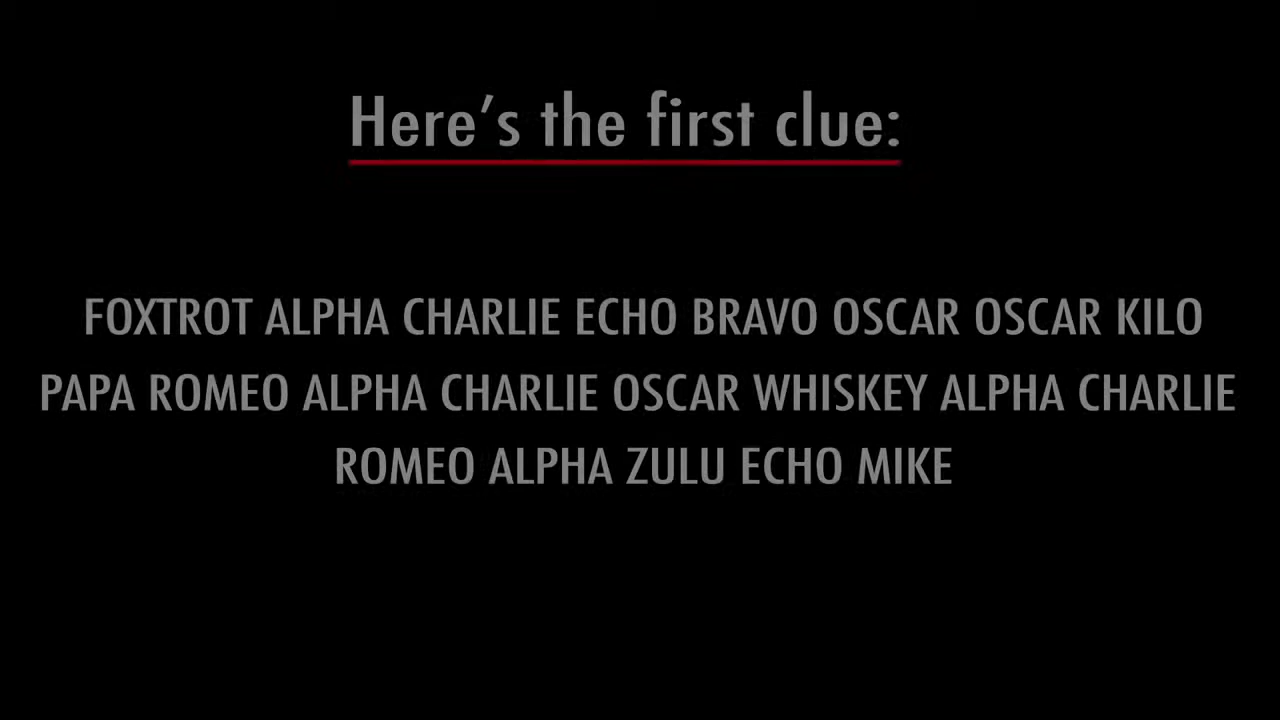 Here’s the first clue:
FOXTROT ALPHA CHARLIE ECHO BRAVO OSCAR OSCAR KILO
PAPA ROMEO ALPHA CHARLIE OSCAR WHISKEY ALPHA CHARLIE
ROMEO ALPHA ZULU ECHO MIKE